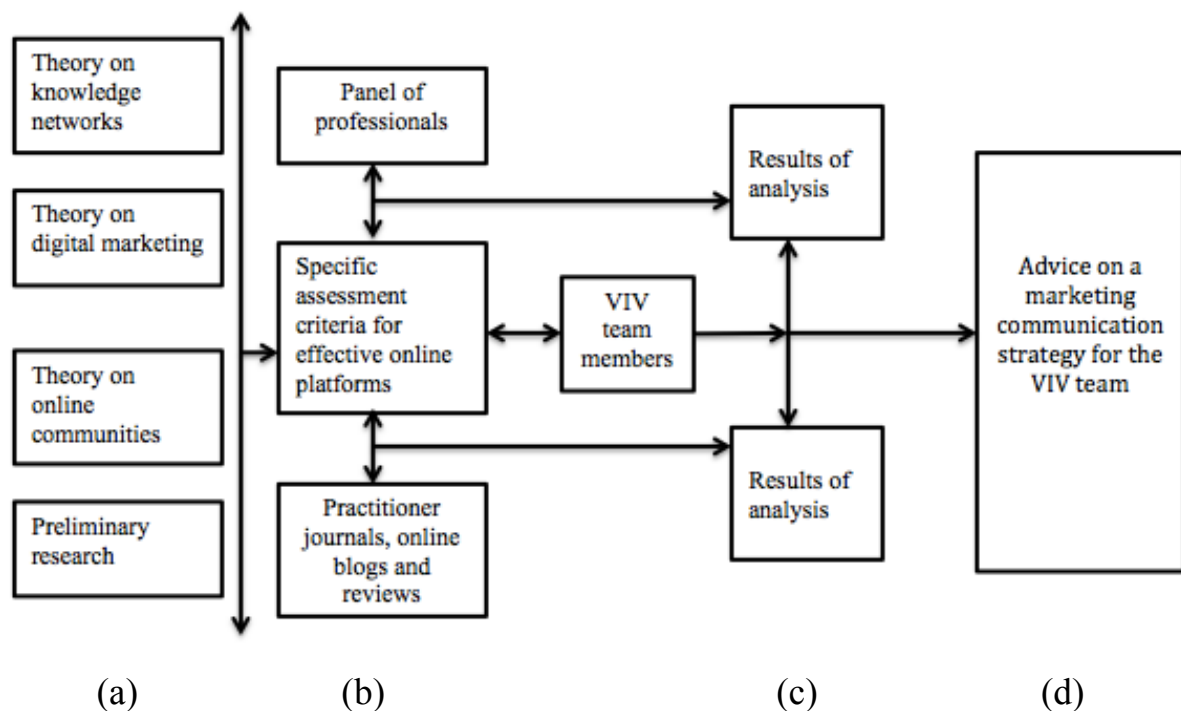 Theory on
knowledge
networks
Theory on
digital marketing
Theory on
online
communities
Preliminary
research
Panel of
professionals
Specific
assessment
criteria for
effective online
platforms
Practitioner
journals, online
blogs and
reviews
VIV
team
members
Results of
analysis
Results of
analysis
Advice on a
marketing
communication
strategy for the
VIV team
(a)
(b)
(c)
(d)